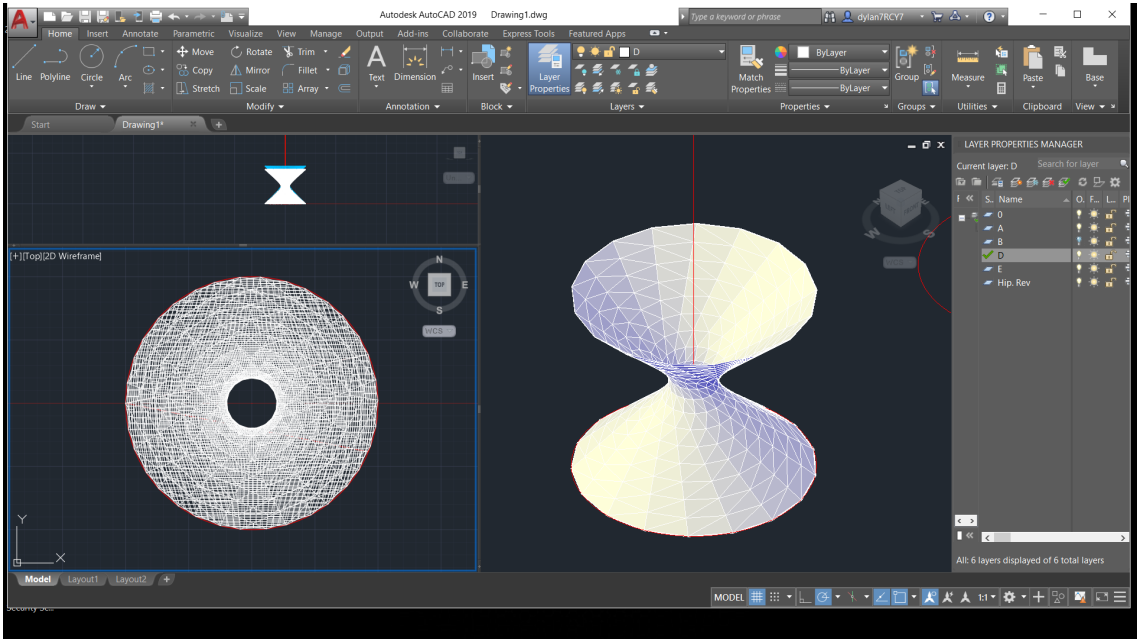 Autodesk AutoCAD 2019 Drawing1.dwg
Type a keyword or phrase
dylan7RCY7
Home Insert Annotate Parametric Visualize View Manage Output Add-ins Collaborate Express Tools Featured Apps
Line Polyline Circle Arc
Move Rotate Trim
Copy Mirror Fillet
Stretch Scale Array
Text Dimension
Insert
Layer Properties
D
Match Properties
ByLayer
ByLayer
ByLayer
Group
Measure
Paste
Base
Draw Modify Annotation Block Layers Properties Groups Utilities Clipboard View
Start Drawing1*
[+][Top][2D Wireframe]
N
W TOP E
S
WCS
Y
X
TOP
W S
LAYER PROPERTIES MANAGER
Current layer: D Search for layer
S.. Name O. F... L...
0
A
B
D
E
Hip. Rev
All: 6 layers displayed of 6 total layers
Model Layout1 Layout2
MODEL 1:1